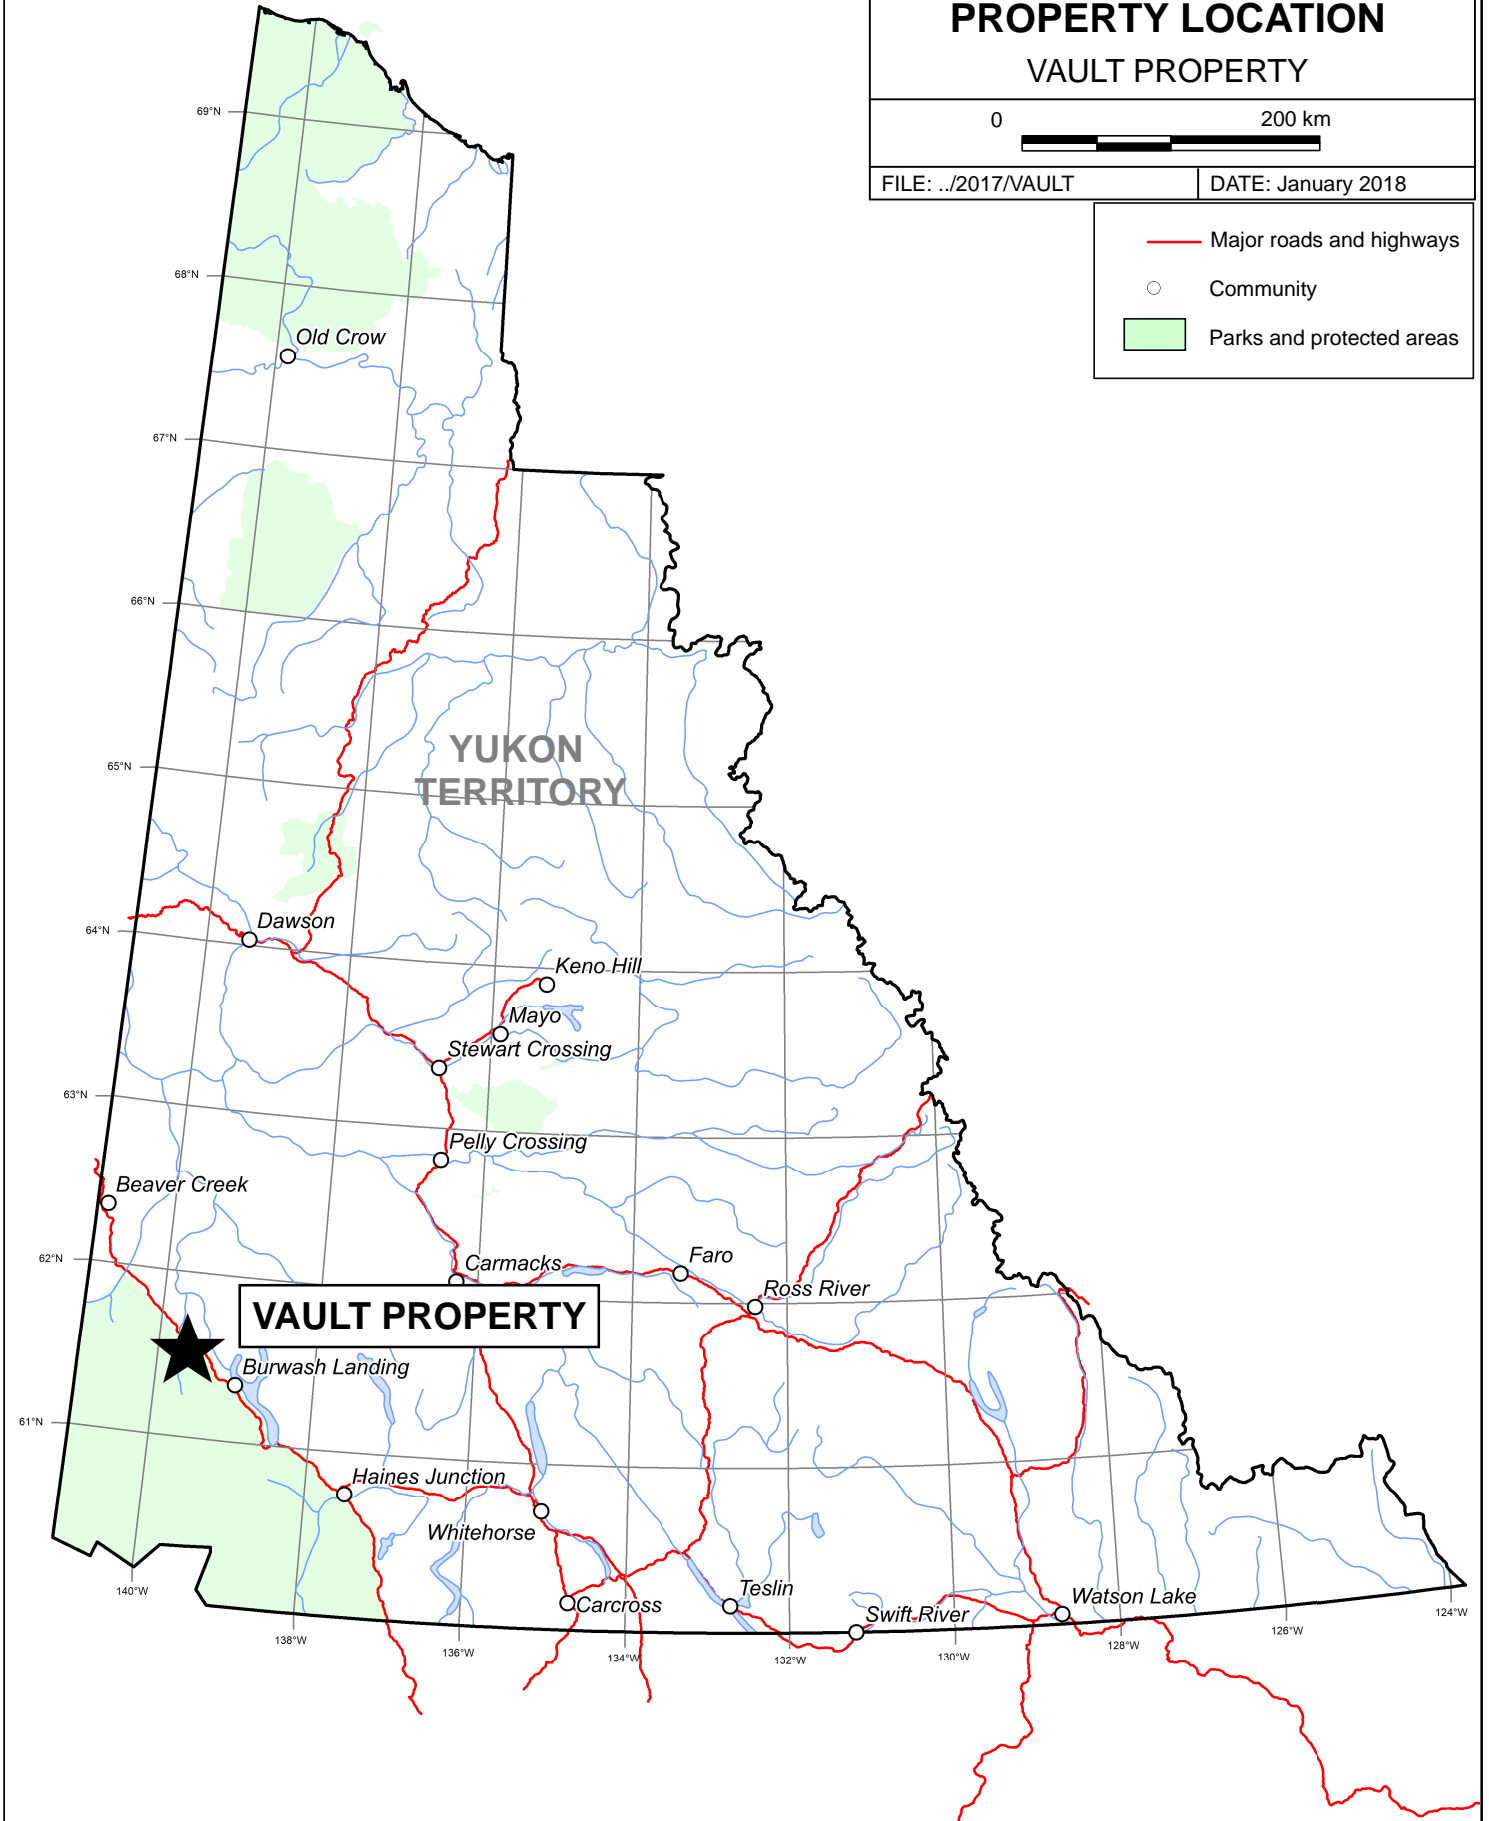 PROPERTY LOCATION
VAULT PROPERTY
0 200 km
FILE: ../2017/VAULT DATE: January 2018
Major roads and highways
Community
Parks and protected areas
69°N
68°N
Old Crow
67°N
66°N
YUKON
TERRITORY
65°N
Dawson
64°N
Keno Hill
Mayo
Stewart Crossing
63°N
Pelly Crossing
Beaver Creek
62°N
Carmacks
Faro
Ross River
VAULT PROPERTY
Burwash Landing
61°N
Haines Junction
Whitehorse
Teslin
Carcross
Swift River
Watson Lake
140°W
138°W
136°W
134°W
132°W
130°W
128°W
126°W
124°W